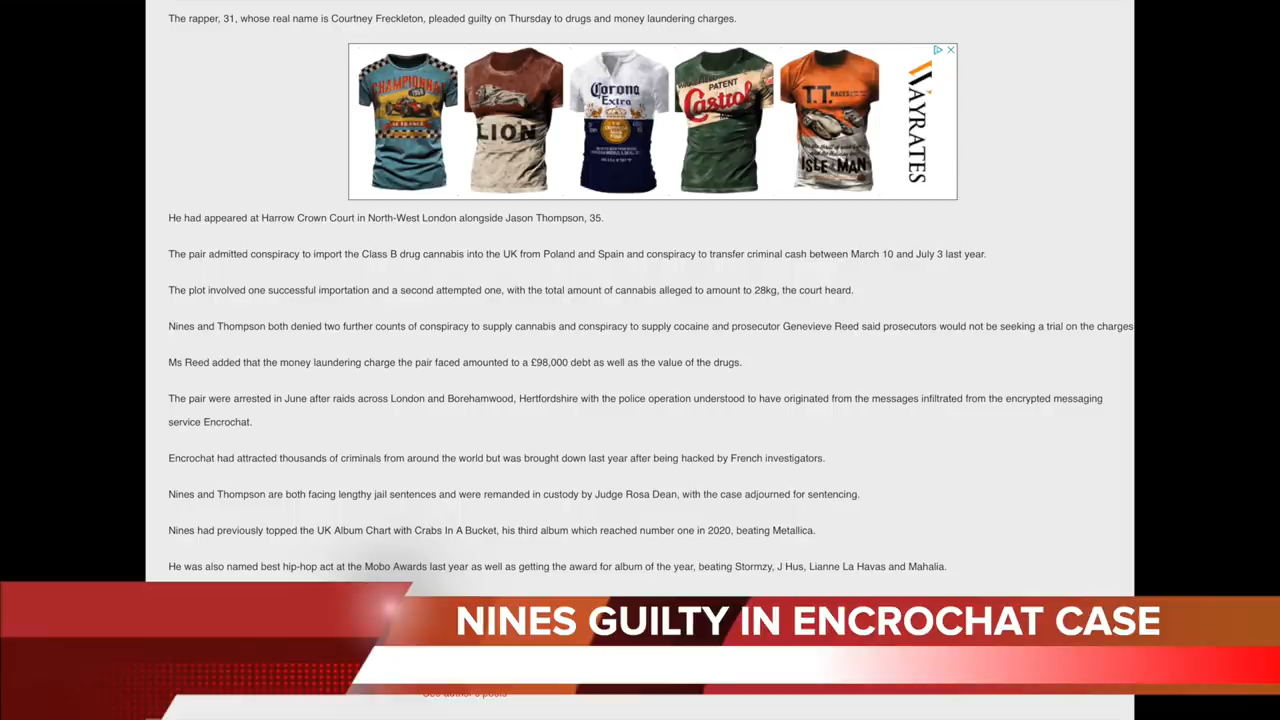 The rapper, 31, whose real name is Courtney Freckleton, pleaded guilty on Thursday to drugs and money laundering charges.
CHAMPIONNAT
DE FRANCE
LION
Corona
Extra
PATENT
Castrol
T.T. RACES
ISLE of MAN
WAYRATES
He had appeared at Harrow Crown Court in North-West London alongside Jason Thompson, 35.
The pair admitted conspiracy to import the Class B drug cannabis into the UK from Poland and Spain and conspiracy to transfer criminal cash between March 10 and July 3 last year.
The plot involved one successful importation and a second attempted one, with the total amount of cannabis alleged to amount to 28kg, the court heard.
Nines and Thompson both denied two further counts of conspiracy to supply cannabis and conspiracy to supply cocaine and prosecutor Genevieve Reed said prosecutors would not be seeking a trial on the charges
Ms Reed added that the money laundering charge the pair faced amounted to a £98,000 debt as well as the value of the drugs.
The pair were arrested in June after raids across London and Borehamwood, Hertfordshire with the police operation understood to have originated from the messages infiltrated from the encrypted messaging
service Encrochat.
Encrochat had attracted thousands of criminals from around the world but was brought down last year after being hacked by French investigators.
Nines and Thompson are both facing lengthy jail sentences and were remanded in custody by Judge Rosa Dean, with the case adjourned for sentencing.
Nines had previously topped the UK Album Chart with Crabs In A Bucket, his third album which reached number one in 2020, beating Metallica.
He was also named best hip-hop act at the Mobo Awards last year as well as getting the award for album of the year, beating Stormzy, J Hus, Lianne La Havas and Mahalia.
NINES GUILTY IN ENCROCHAT CASE
See author's posts